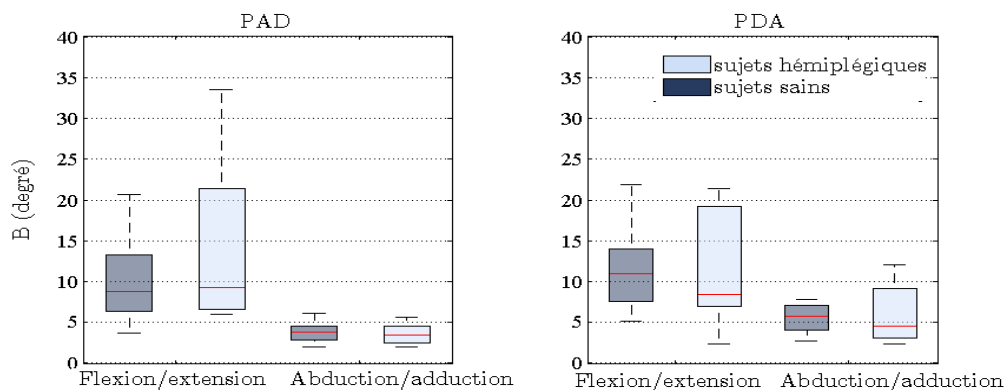 PAD
40
35
30
25
20
15
10
5
0
B (degré)
Flexion/extension
Abduction/adduction
PDA
40
35
30
25
20
15
10
5
0
sujets hémiplégiques
sujets sains
Flexion/extension
Abduction/adduction